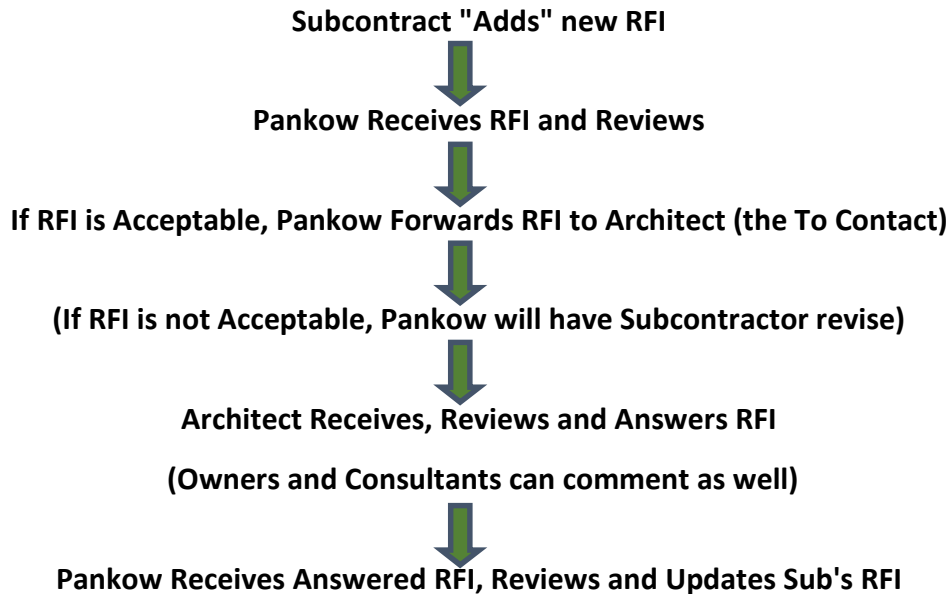 Subcontract "Adds" new RFI
Pankow Receives RFI and Reviews
If RFI is Acceptable, Pankow Forwards RFI to Architect (the To Contact)
(If RFI is not Acceptable, Pankow will have Subcontractor revise)
Architect Receives, Reviews and Answers RFI
(Owners and Consultants can comment as well)
Pankow Receives Answered RFI, Reviews and Updates Sub's RFI